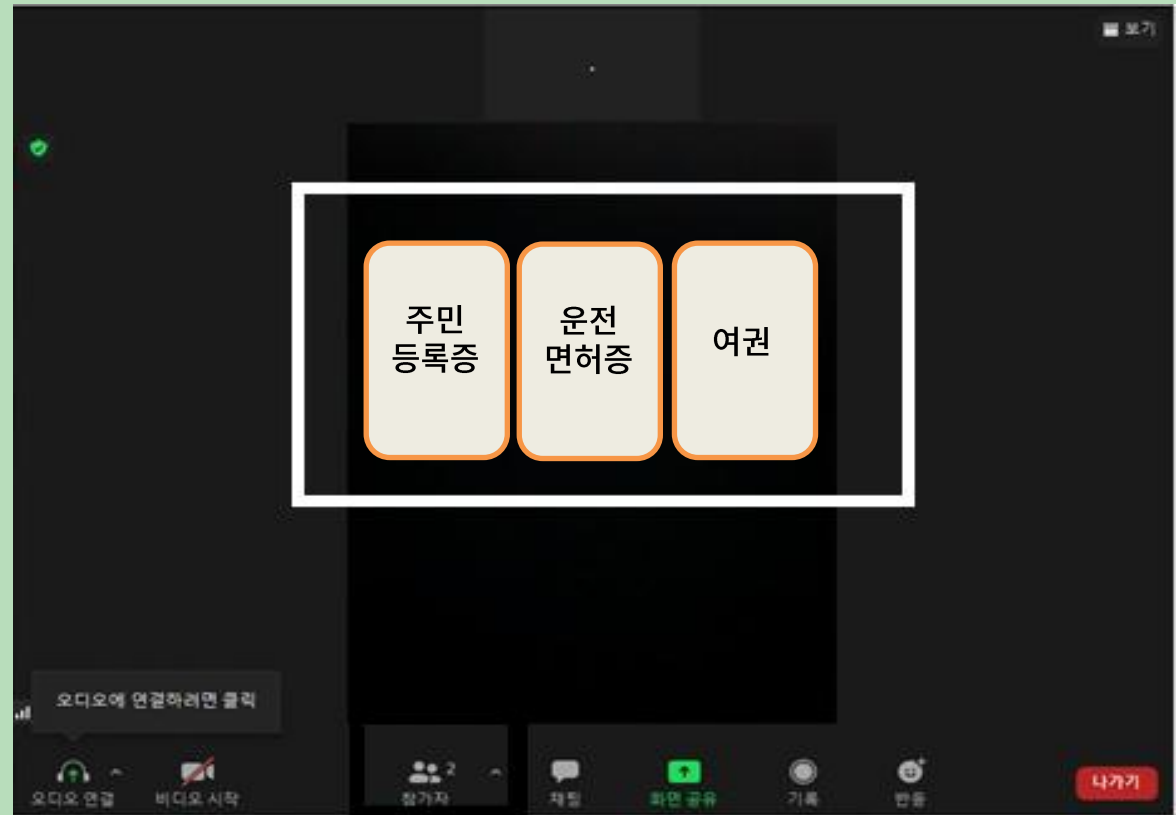 보기
주민
등록증
운전
면허증
여권
오디오에 연결하려면 클릭
오디오 연결
비디오 시작
참가자
2
채팅
화면 공유
기록
반응
나가기